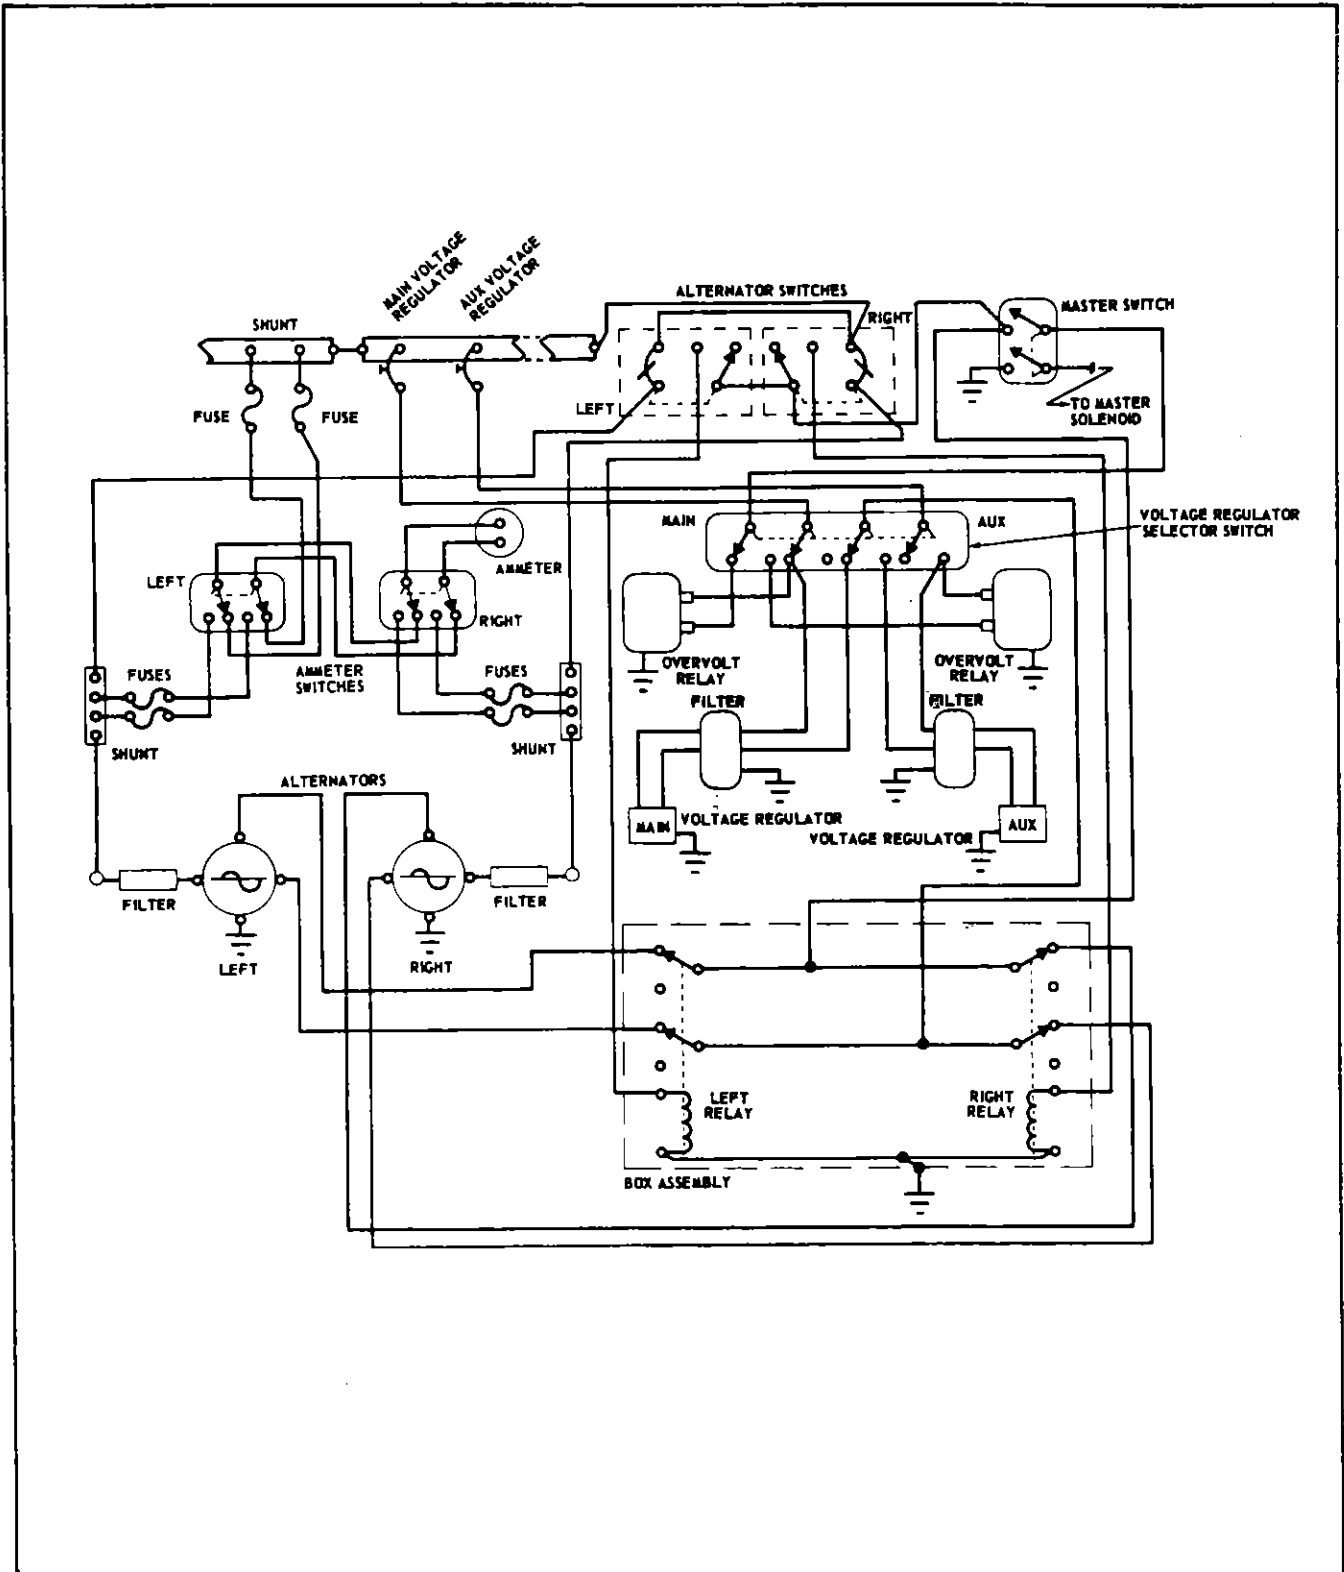 MAIN VOLTAGE
REGULATOR
AUX VOLTAGE
REGULATOR
ALTERNATOR SWITCHES
MASTER SWITCH
SHUNT
RIGHT
LEFT
FUSE
FUSE
TO MASTER
SOLENOID
MAIN
AUX
VOLTAGE REGULATOR
SELECTOR SWITCH
AMMETER
LEFT
RIGHT
FUSES
AMMETER
SWITCHES
FUSES
OVERVOLT
RELAY
OVERVOLT
RELAY
FILTER
FILTER
SHUNT
SHUNT
ALTERNATORS
MAIN
VOLTAGE REGULATOR
VOLTAGE REGULATOR
AUX
FILTER
FILTER
LEFT
RIGHT
LEFT
RELAY
RIGHT
RELAY
BOX ASSEMBLY